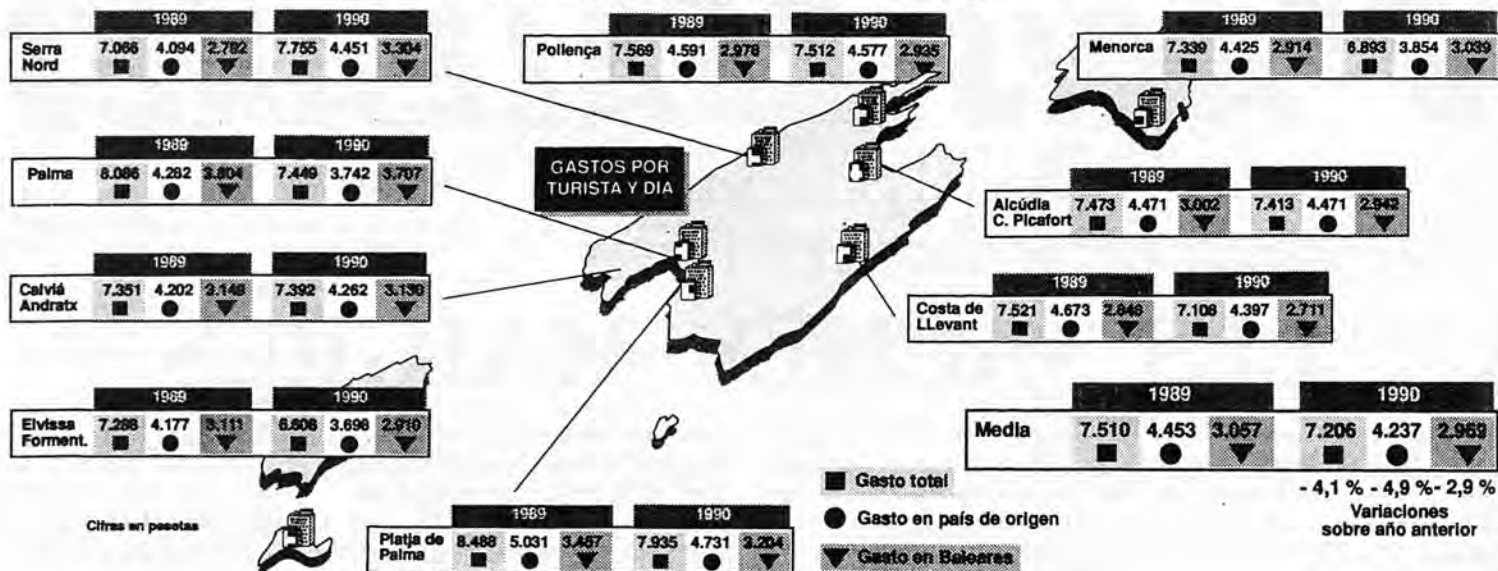 1989 1990
Serra Nord 7.066 4.094 2.782 7.755 4.451 3.304
1989 1990
Pollença 7.569 4.591 2.978 7.512 4.577 2.935
1989 1990
Menorca 7.339 4.425 2.914 6.893 3.854 3.039
1989 1990
Palma 8.086 4.282 3.804 7.449 3.742 3.707
GASTOS POR
TURISTA Y DIA
1989 1990
Alcúdia C. Picafort 7.473 4.471 3.002 7.413 4.471 2.942
1989 1990
Calviá Andratx 7.351 4.202 3.149 7.392 4.262 3.130
1989 1990
Costa de LLevant 7.521 4.673 2.848 7.108 4.397 2.711
1989 1990
Eivissa Forment. 7.288 4.177 3.111 6.608 3.698 2.910
1989 1990
Media 7.510 4.453 3.057 7.206 4.237 2.969
- 4,1 % - 4,9 % - 2,9 %
Variaciones
sobre año anterior
Gasto total
Gasto en país de origen
Gasto en Baleares
Cifras en pesetas
1989 1990
Platja de Palma 8.488 5.031 3.457 7.935 4.731 3.204